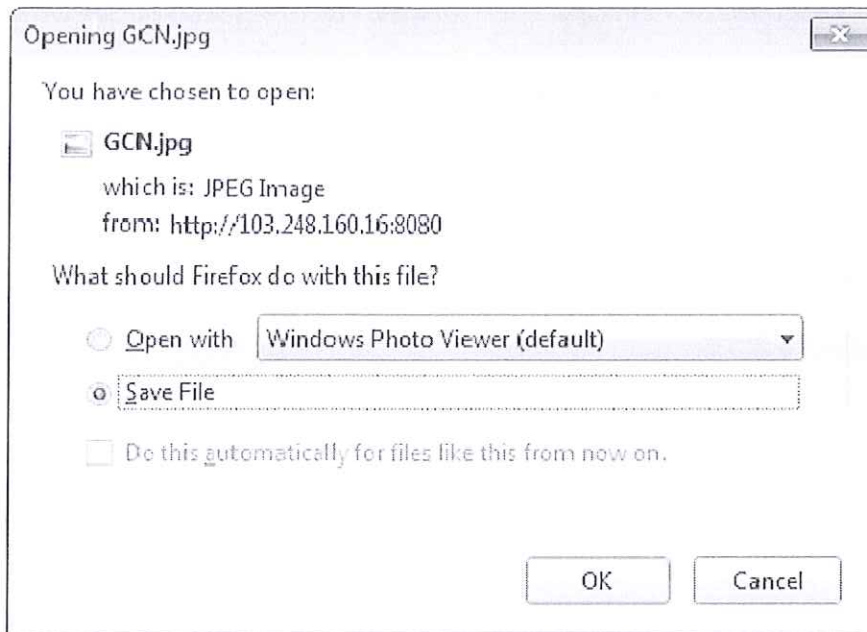 Opening GCN.jpg
You have chosen to open:
GCN.jpg
which is: JPEG Image
from: http://103.248.160.16:8080
What should Firefox do with this file?
Open with Windows Photo Viewer (default)
Save File
Do this automatically for files like this from now on.
OK Cancel